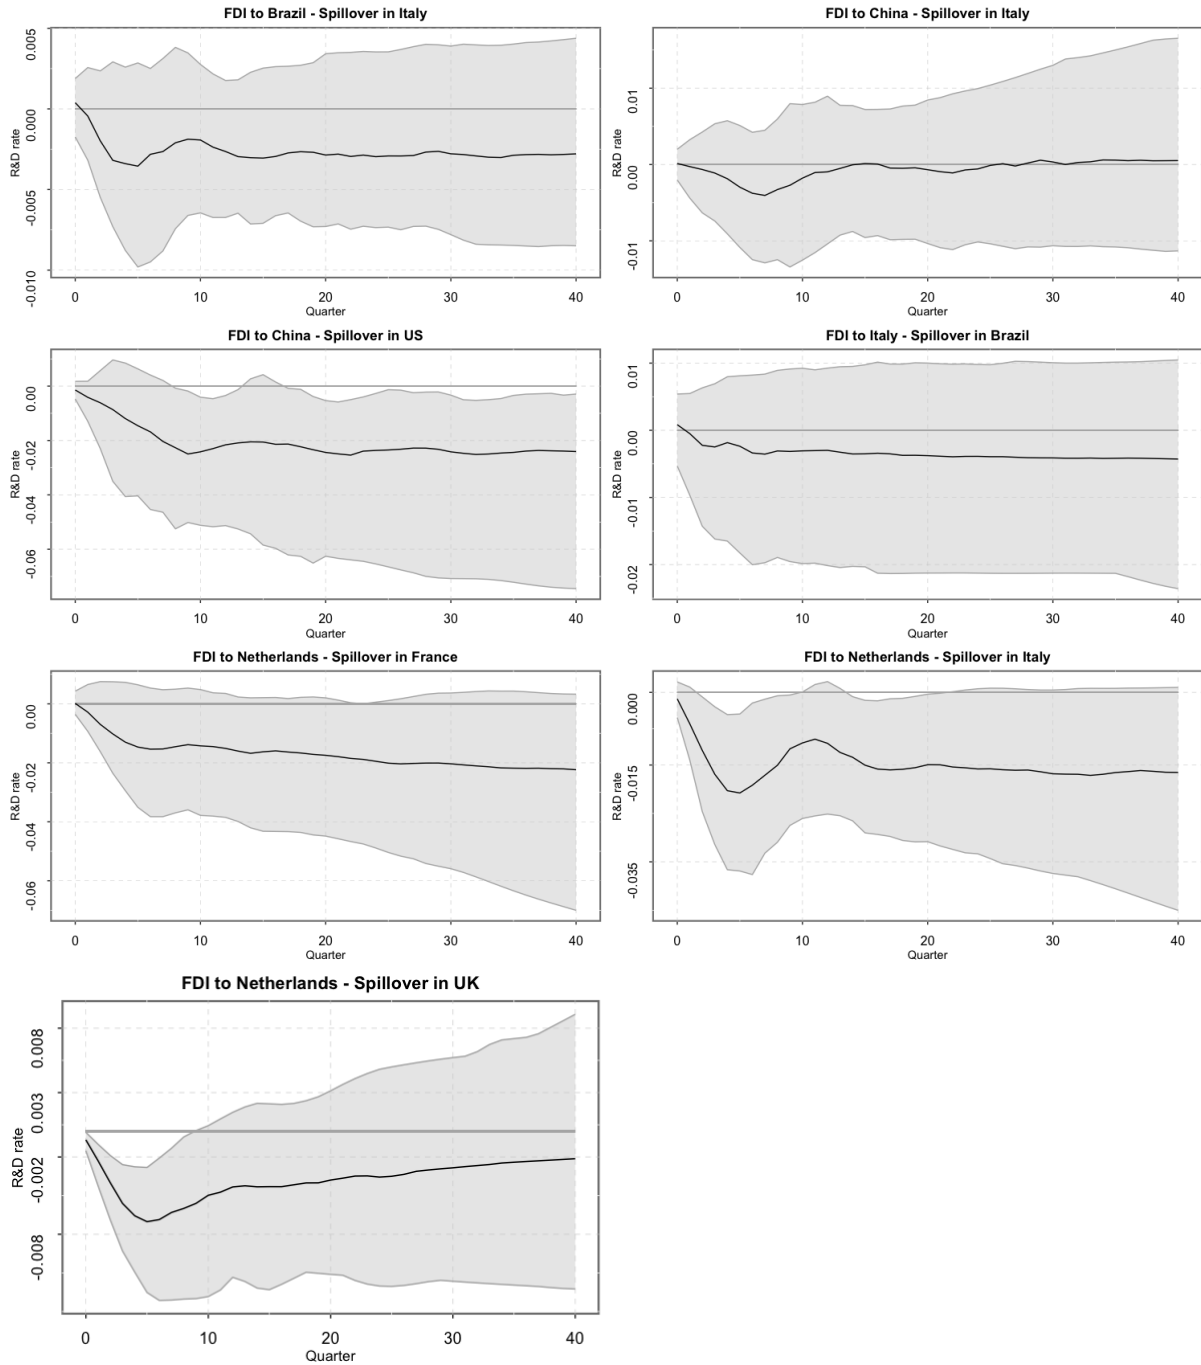 FDI to Brazil - Spillover in Italy
R&D rate
0.005
0.000
-0.005
-0.010
0 10 20 30 40
Quarter
FDI to China - Spillover in Italy
R&D rate
0.01
0.00
-0.01
0 10 20 30 40
Quarter
FDI to China - Spillover in US
R&D rate
0.00
-0.02
-0.04
-0.06
0 10 20 30 40
Quarter
FDI to Italy - Spillover in Brazil
R&D rate
0.01
0.00
-0.01
-0.02
0 10 20 30 40
Quarter
FDI to Netherlands - Spillover in France
R&D rate
0.00
-0.02
-0.04
-0.06
0 10 20 30 40
Quarter
FDI to Netherlands - Spillover in Italy
R&D rate
0.000
-0.015
-0.035
0 10 20 30 40
Quarter
FDI to Netherlands - Spillover in UK
R&D rate
0.008
0.003
-0.002
-0.008
0 10 20 30 40
Quarter